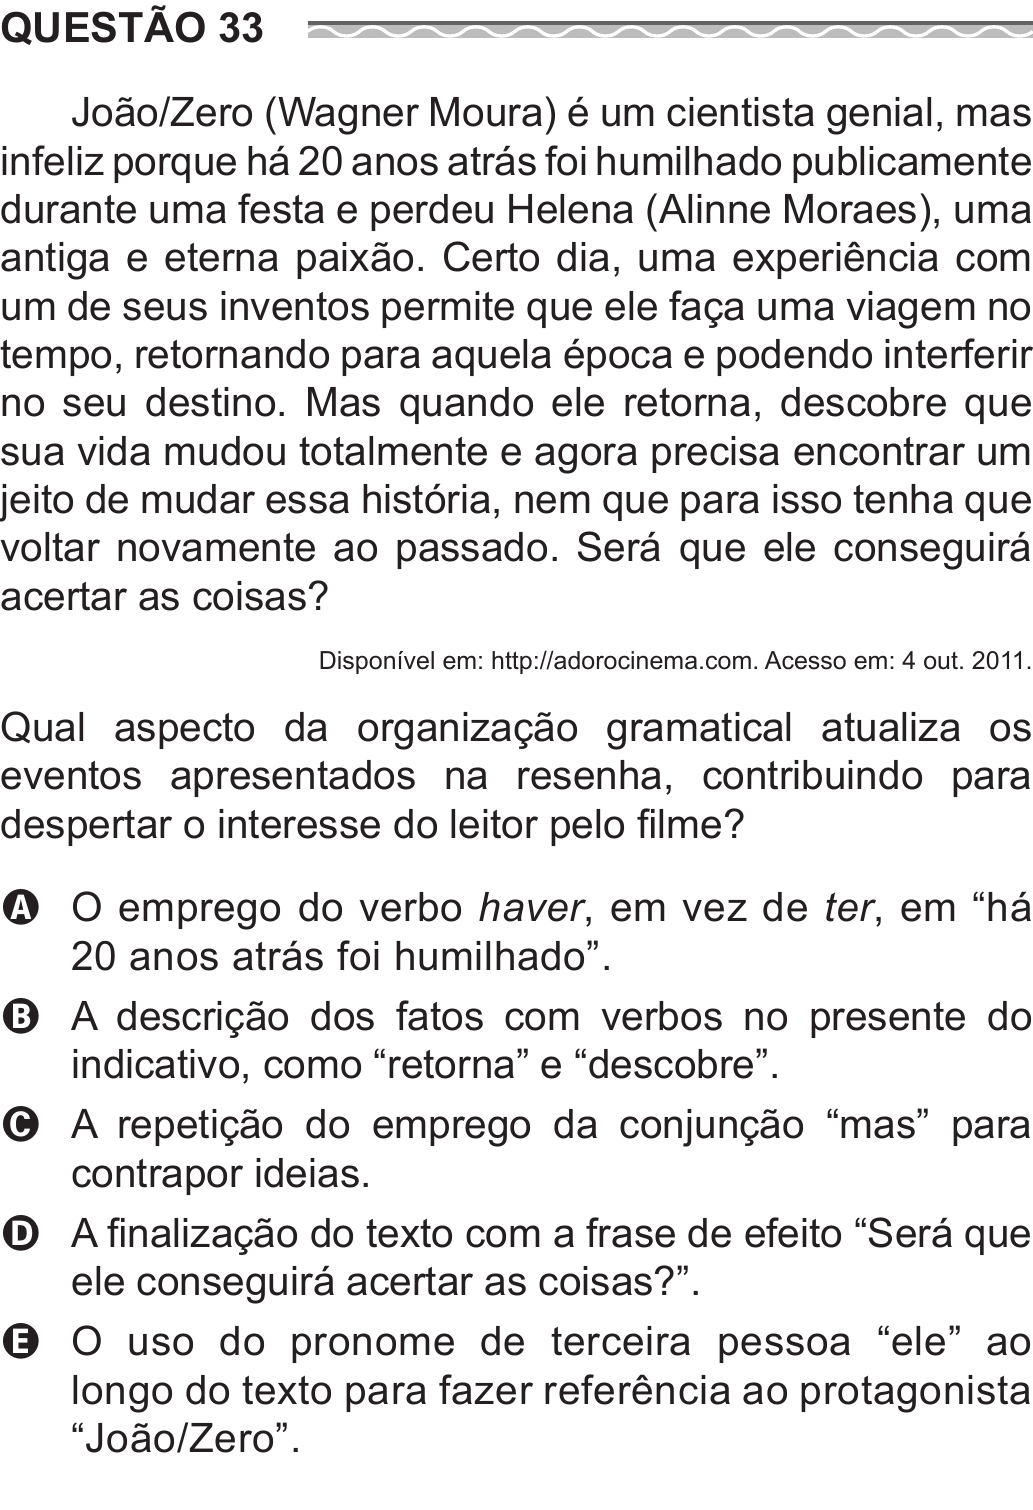 QUESTÃO 33
João/Zero (Wagner Moura) é um cientista genial, mas
infeliz porque há 20 anos atrás foi humilhado publicamente
durante uma festa e perdeu Helena (Alinne Moraes), uma
antiga e eterna paixão. Certo dia, uma experiência com
um de seus inventos permite que ele faça uma viagem no
tempo, retornando para aquela época e podendo interferir
no seu destino. Mas quando ele retorna, descobre que
sua vida mudou totalmente e agora precisa encontrar um
jeito de mudar essa história, nem que para isso tenha que
voltar novamente ao passado. Será que ele conseguirá
acertar as coisas?
Disponível em: http://adorocinema.com. Acesso em: 4 out. 2011.
Qual aspecto da organização gramatical atualiza os
eventos apresentados na resenha, contribuindo para
despertar o interesse do leitor pelo filme?
A O emprego do verbo haver, em vez de ter, em “há
20 anos atrás foi humilhado”.
B A descrição dos fatos com verbos no presente do
indicativo, como “retorna” e “descobre”.
C A repetição do emprego da conjunção “mas” para
contrapor ideias.
D A finalização do texto com a frase de efeito “Será que
ele conseguirá acertar as coisas?”.
E O uso do pronome de terceira pessoa “ele” ao
longo do texto para fazer referência ao protagonista
“João/Zero”.